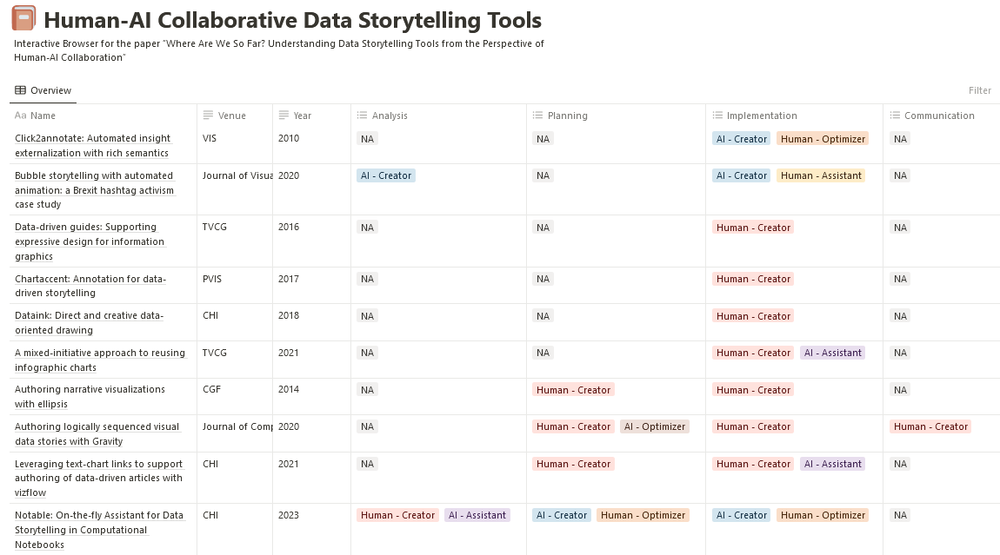 Human-AI Collaborative Data Storytelling Tools
Interactive Browser for the paper "Where Are We So Far? Understanding Data Storytelling Tools from the Perspective of
Human-AI Collaboration"
Overview
Filter
Aa Name Venue Year Analysis Planning Implementation Communication
Click2annotate: Automated insight VIS 2010 NA NA AI - Creator Human - Optimizer NA
externalization with rich semantics
Bubble storytelling with automated Journal of Visua 2020 AI - Creator NA AI - Creator Human - Assistant NA
animation: a Brexit hashtag activism
case study
Data-driven guides: Supporting TVCG 2016 NA NA Human - Creator NA
expressive design for information
graphics
Chartaccent: Annotation for data- PVIS 2017 NA NA Human - Creator NA
driven storytelling
Dataink: Direct and creative data- CHI 2018 NA NA Human - Creator NA
oriented drawing
A mixed-initiative approach to reusing TVCG 2021 NA NA Human - Creator AI - Assistant NA
infographic charts
Authoring narrative visualizations CGF 2014 NA Human - Creator Human - Creator NA
with ellipsis
Authoring logically sequenced visual Journal of Comp 2020 NA Human - Creator AI - Optimizer Human - Creator Human - Creator
data stories with Gravity
Leveraging text-chart links to support CHI 2021 NA Human - Creator Human - Creator AI - Assistant NA
authoring of data-driven articles with
vizflow
Notable: On-the-fly Assistant for Data CHI 2023 Human - Creator AI - Assistant AI - Creator Human - Optimizer AI - Creator Human - Optimizer NA
Storytelling in Computational
Notebooks